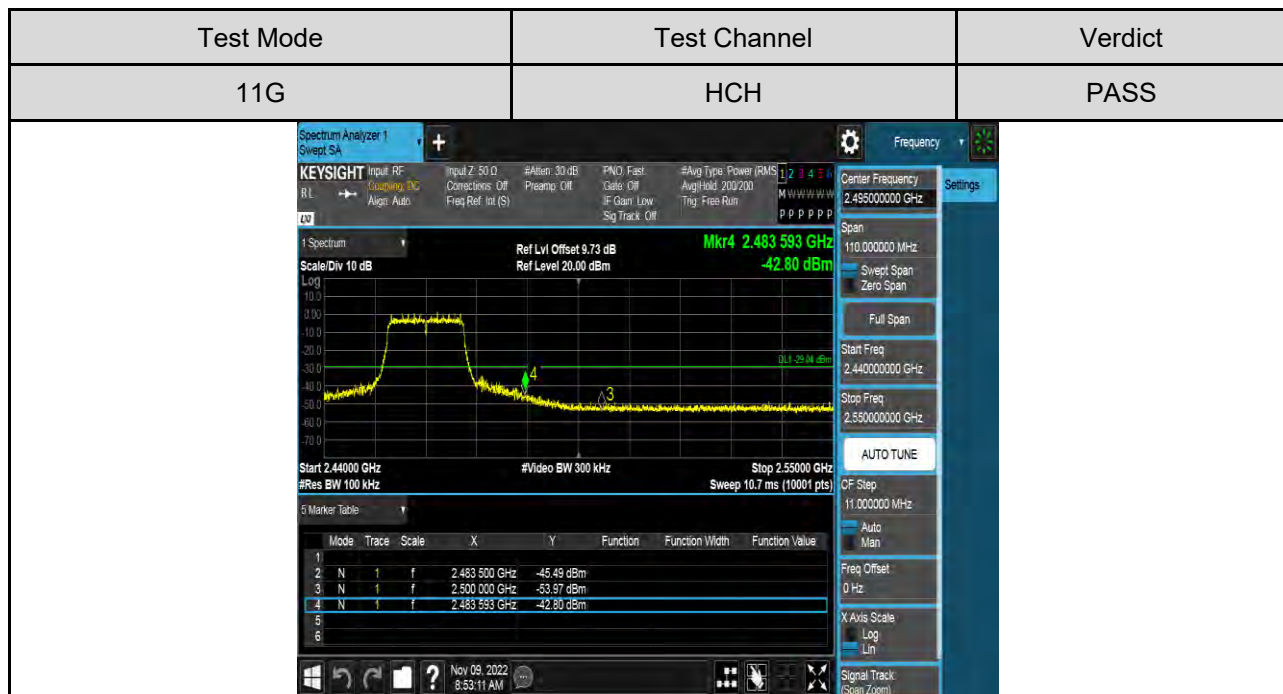 Test Mode Test Channel Verdict
11G HCH PASS
Spectrum Analyzer 1
Swept SA
+
Frequency
KEYSIGHT Input: RF Input Z: 50 Ω #Atten: 30 dB PNO: Fast #Avg Type: Power (RMS 1 2 3 4 5 6
RL Coupling: DC Corrections: Off Preamp: Off Gate: Off Avg|Hold: 200/200 M W W W W W
Align: Auto Freq Ref: Int (S) IF Gain: Low Trig: Free Run
Sig Track: Off P P P P P P
LXI
Center Frequency
2.495000000 GHz
Settings
Span
110.000000 MHz
Swept Span
Zero Span
Full Span
Start Freq
2.440000000 GHz
Stop Freq
2.550000000 GHz
AUTO TUNE
CF Step
11.000000 MHz
Auto
Man
Freq Offset
0 Hz
X Axis Scale
Log
Lin
Signal Track
(Span Zoom)
1 Spectrum Ref Lvl Offset 9.73 dB Mkr4 2.483 593 GHz
Scale/Div 10 dB Ref Level 20.00 dBm -42.80 dBm
Log
10.0
0.00
-10.0
-20.0
DL1 -29.04 dBm
-30.0
4
-40.0
3
-50.0
-60.0
-70.0
Start 2.44000 GHz #Video BW 300 kHz Stop 2.55000 GHz
#Res BW 100 kHz Sweep 10.7 ms (10001 pts)
5 Marker Table
Mode Trace Scale X Y Function Function Width Function Value
1
2 N 1 f 2.483 500 GHz -45.49 dBm
3 N 1 f 2.500 000 GHz -53.97 dBm
4 N 1 f 2.483 593 GHz -42.80 dBm
5
6
? Nov 09, 2022
8:53:11 AM